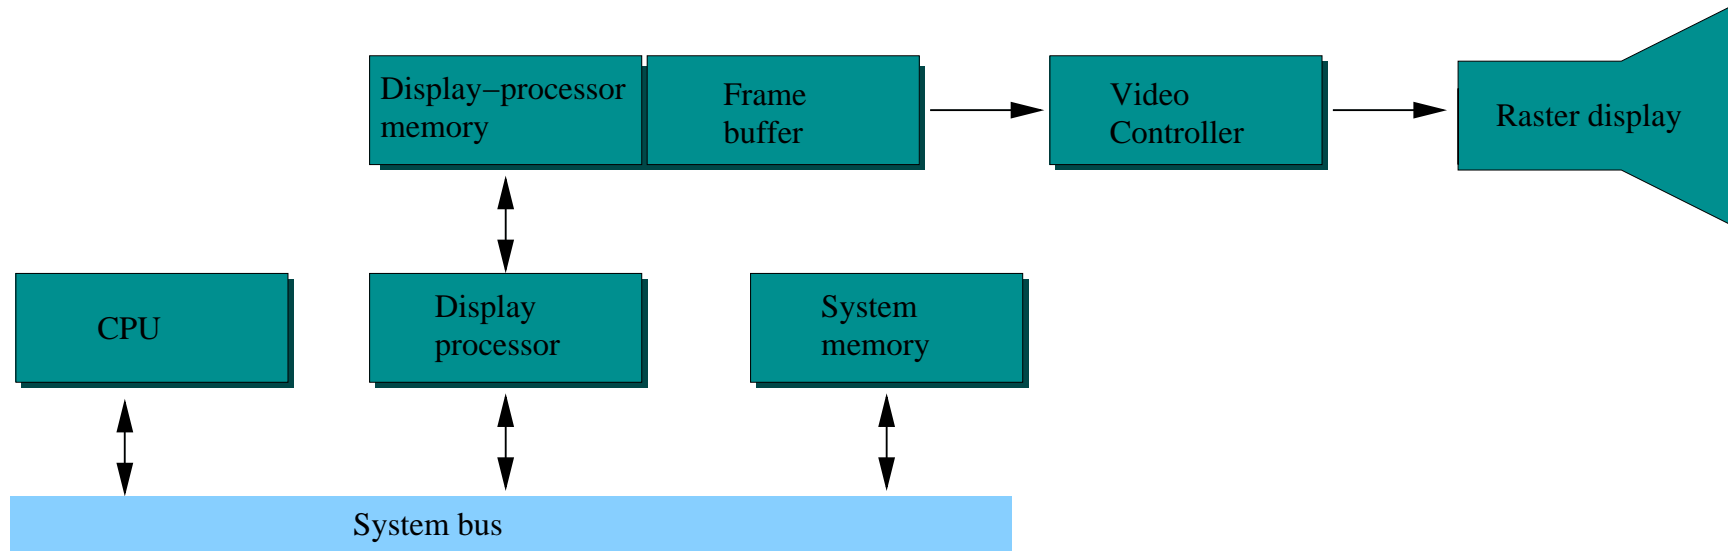 Display−processor
memory
Frame
buffer
Video
Controller
Raster display
CPU
Display
processor
System
memory
System bus